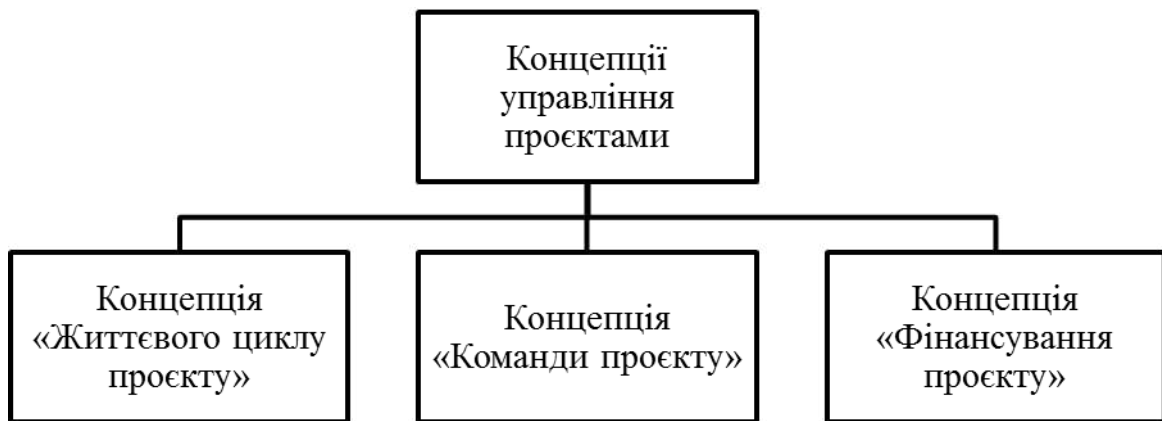 Концепції
управління
проєктами
Концепція
«Життєвого циклу
проєкту»
Концепція
«Команди проєкту»
Концепція
«Фінансування
проєкту»